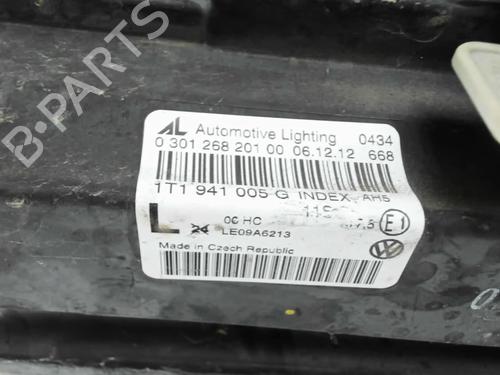 B-PARTS
AL Automotive Lighting 0434
0 301 268 201 00 06.12.12 668
1T1 941 005 G INDEX AH5
L 24 HC E1
LE09A6213
Made in Czech Republic